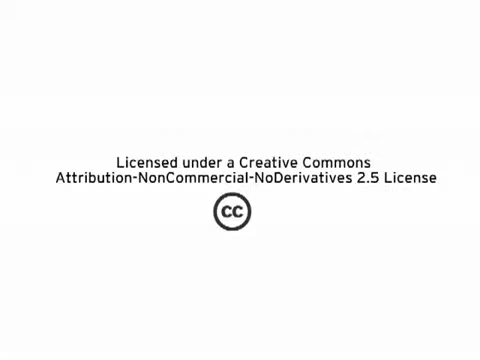 Licensed under a Creative Commons
Attribution-NonCommercial-NoDerivatives 2.5 License
cc